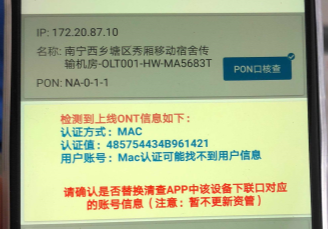 IP: 172.20.87.10
名称: 南宁西乡塘区秀厢移动宿舍传
输机房-OLT001-HW-MA5683T
PON口核查
PON: NA-0-1-1
检测到上线ONT信息如下：
认证方式：MAC
认证值：485754434B961421
用户账号：Mac认证可能找不到用户信息
请确认是否替换清查APP中该设备下联口对应
的账号信息（注意：暂不更新资管）